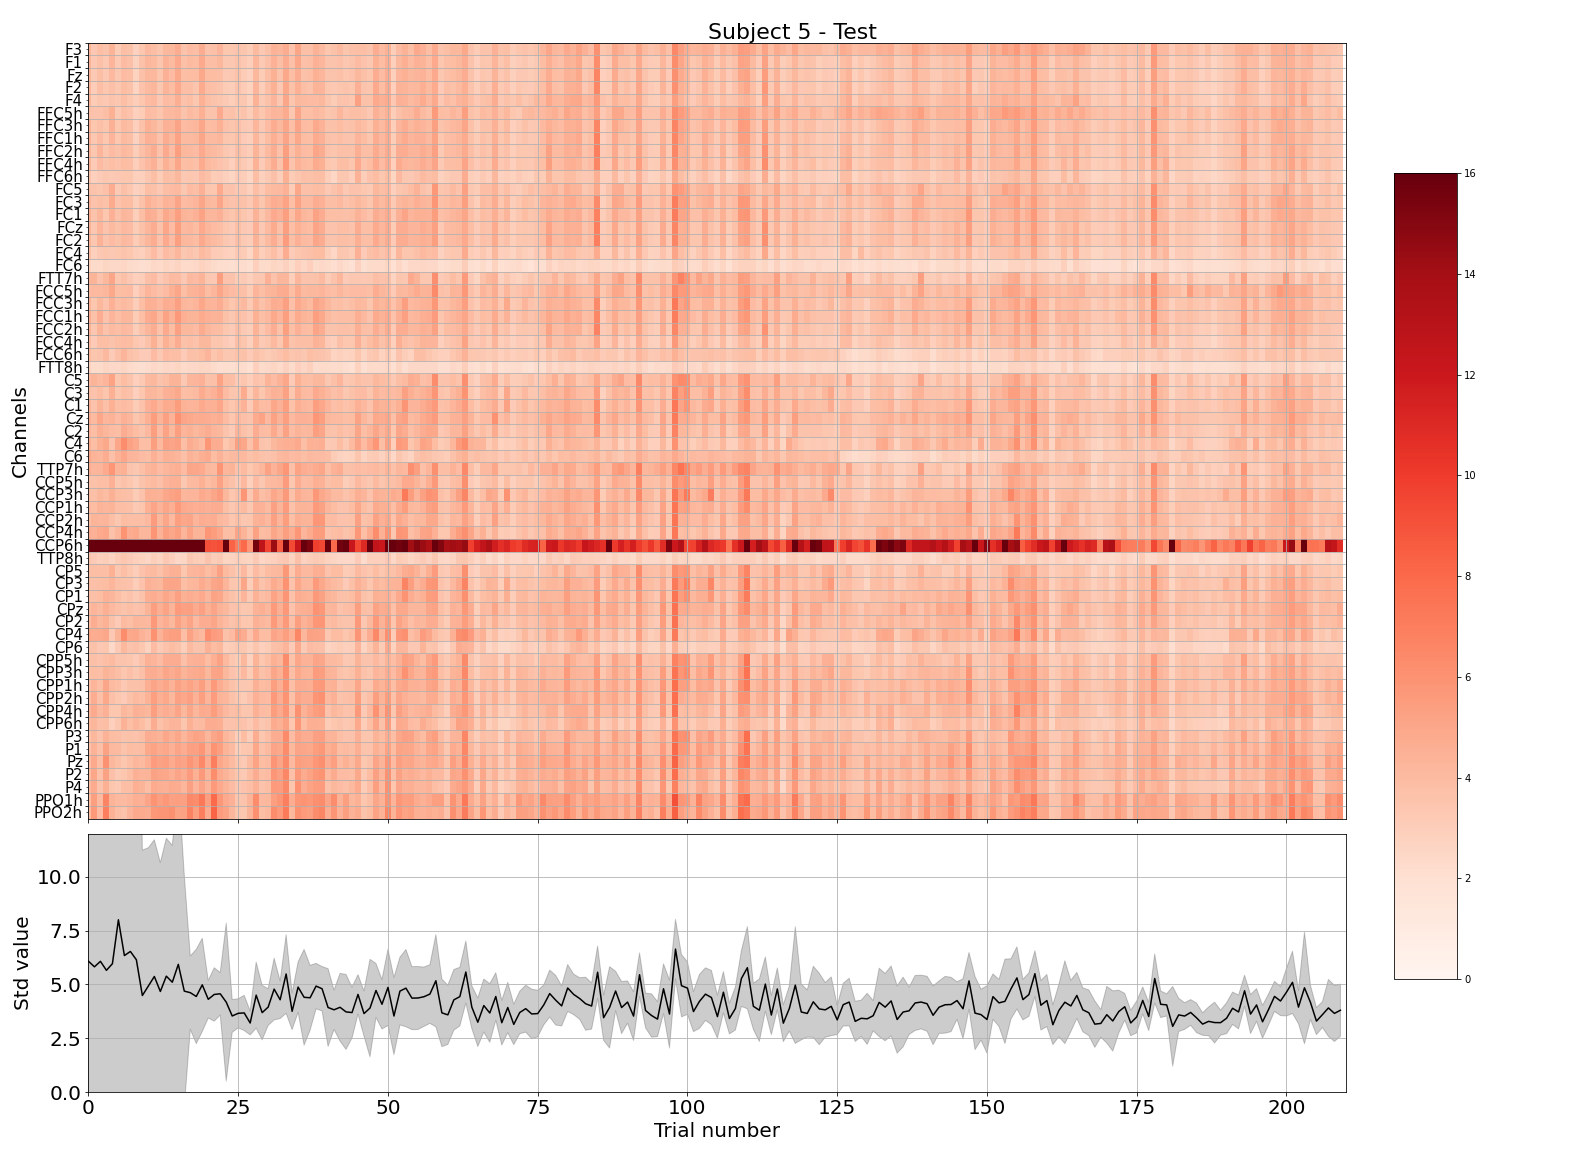 Subject 5 - Test
Channels
F3
F1
Fz
F2
F4
FFC5h
FFC3h
FFC1h
FFC2h
FFC4h
FFC6h
FC5
FC3
FC1
FCz
FC2
FC4
FC6
FTT7h
FCC5h
FCC3h
FCC1h
FCC2h
FCC4h
FCC6h
FTT8h
C5
C3
C1
Cz
C2
C4
C6
TTP7h
CCP5h
CCP3h
CCP1h
CCP2h
CCP4h
CCP6h
TTP8h
CP5
CP3
CP1
CPz
CP2
CP4
CP6
CPP5h
CPP3h
CPP1h
CPP2h
CPP4h
CPP6h
P3
P1
Pz
P2
P4
PPO1h
PPO2h
16
14
12
10
8
6
4
2
0
Std value
10.0
7.5
5.0
2.5
0.0
0 25 50 75 100 125 150 175 200
Trial number